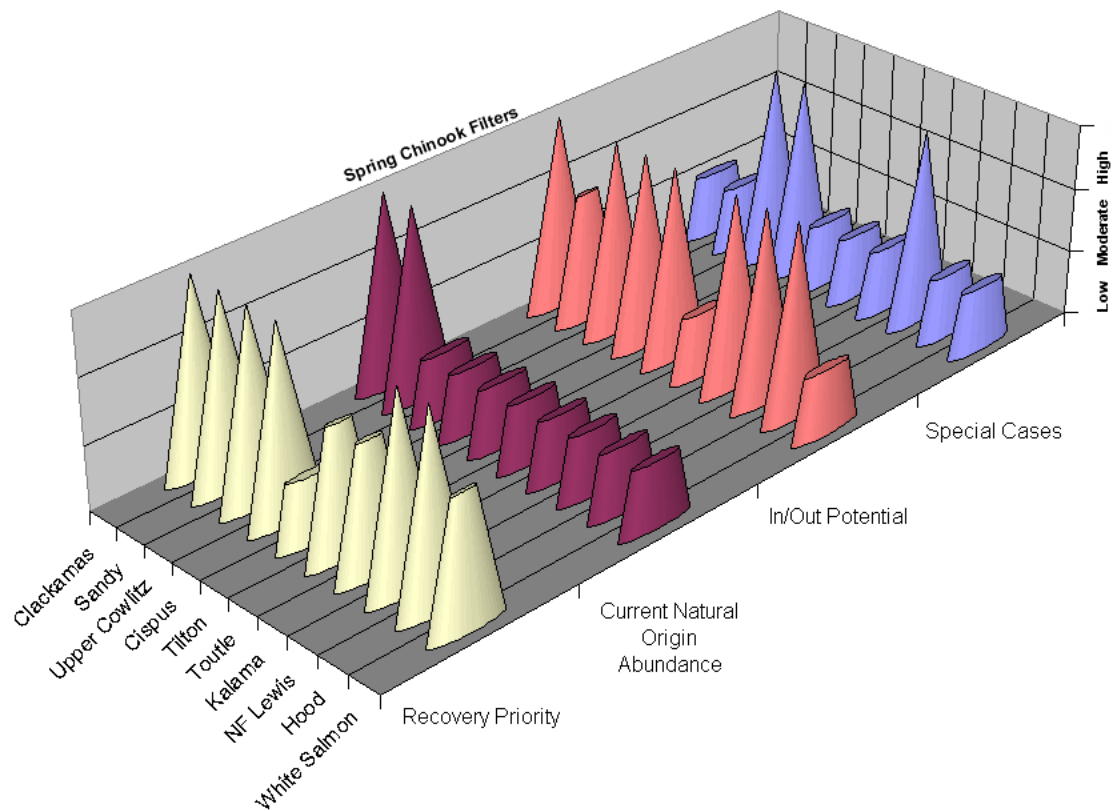 Spring Chinook Filters
High
Moderate
Low
Special Cases
In/Out Potential
Current Natural
Origin
Abundance
Recovery Priority
Clackamas
Sandy
Upper Cowlitz
Cispus
Tilton
Toutle
Kalama
NF Lewis
Hood
White Salmon